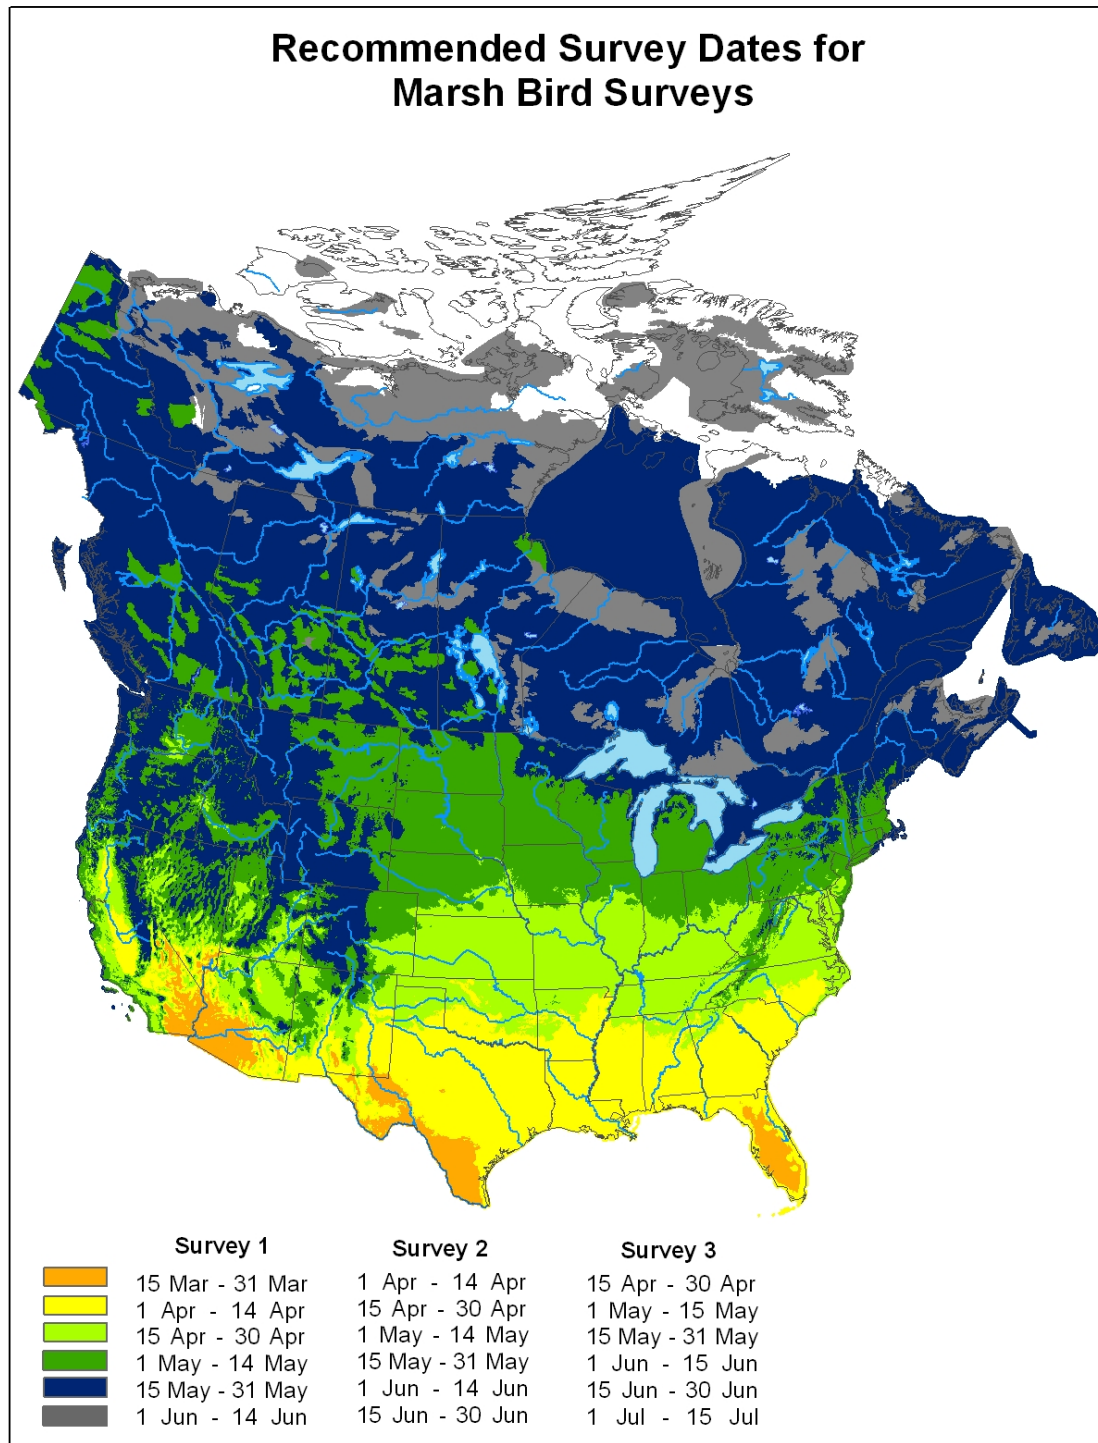 Recommended Survey Dates for
Marsh Bird Surveys
Survey 1 Survey 2 Survey 3
15 Mar - 31 Mar 1 Apr - 14 Apr 15 Apr - 30 Apr
1 Apr - 14 Apr 15 Apr - 30 Apr 1 May - 15 May
15 Apr - 30 Apr 1 May - 14 May 15 May - 31 May
1 May - 14 May 15 May - 31 May 1 Jun - 15 Jun
15 May - 31 May 1 Jun - 14 Jun 15 Jun - 30 Jun
1 Jun - 14 Jun 15 Jun - 30 Jun 1 Jul - 15 Jul